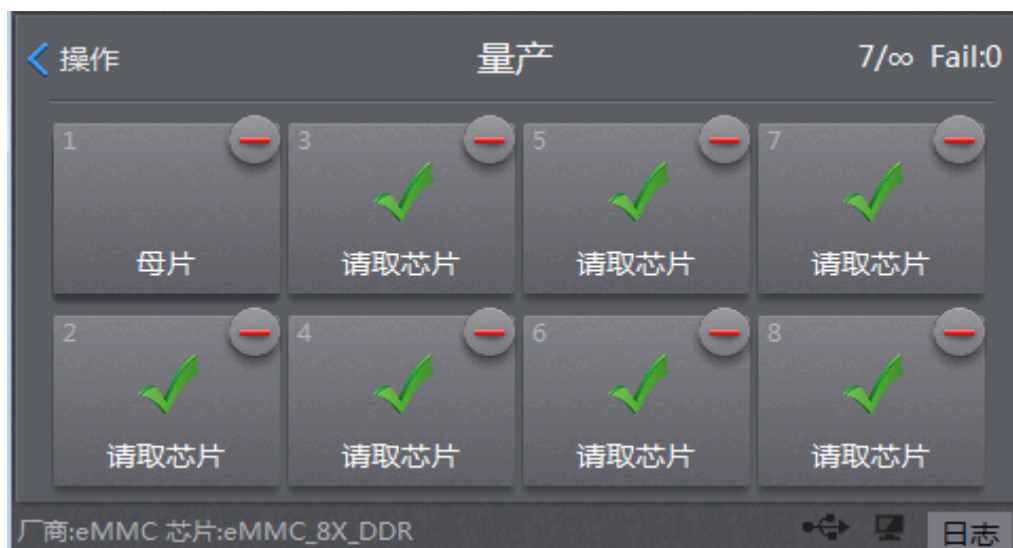 操作 量产 7/∞ Fail:0
1 3 5 7
母片 请取芯片 请取芯片 请取芯片
2 4 6 8
请取芯片 请取芯片 请取芯片 请取芯片
厂商:eMMC 芯片:eMMC_8X_DDR 日志